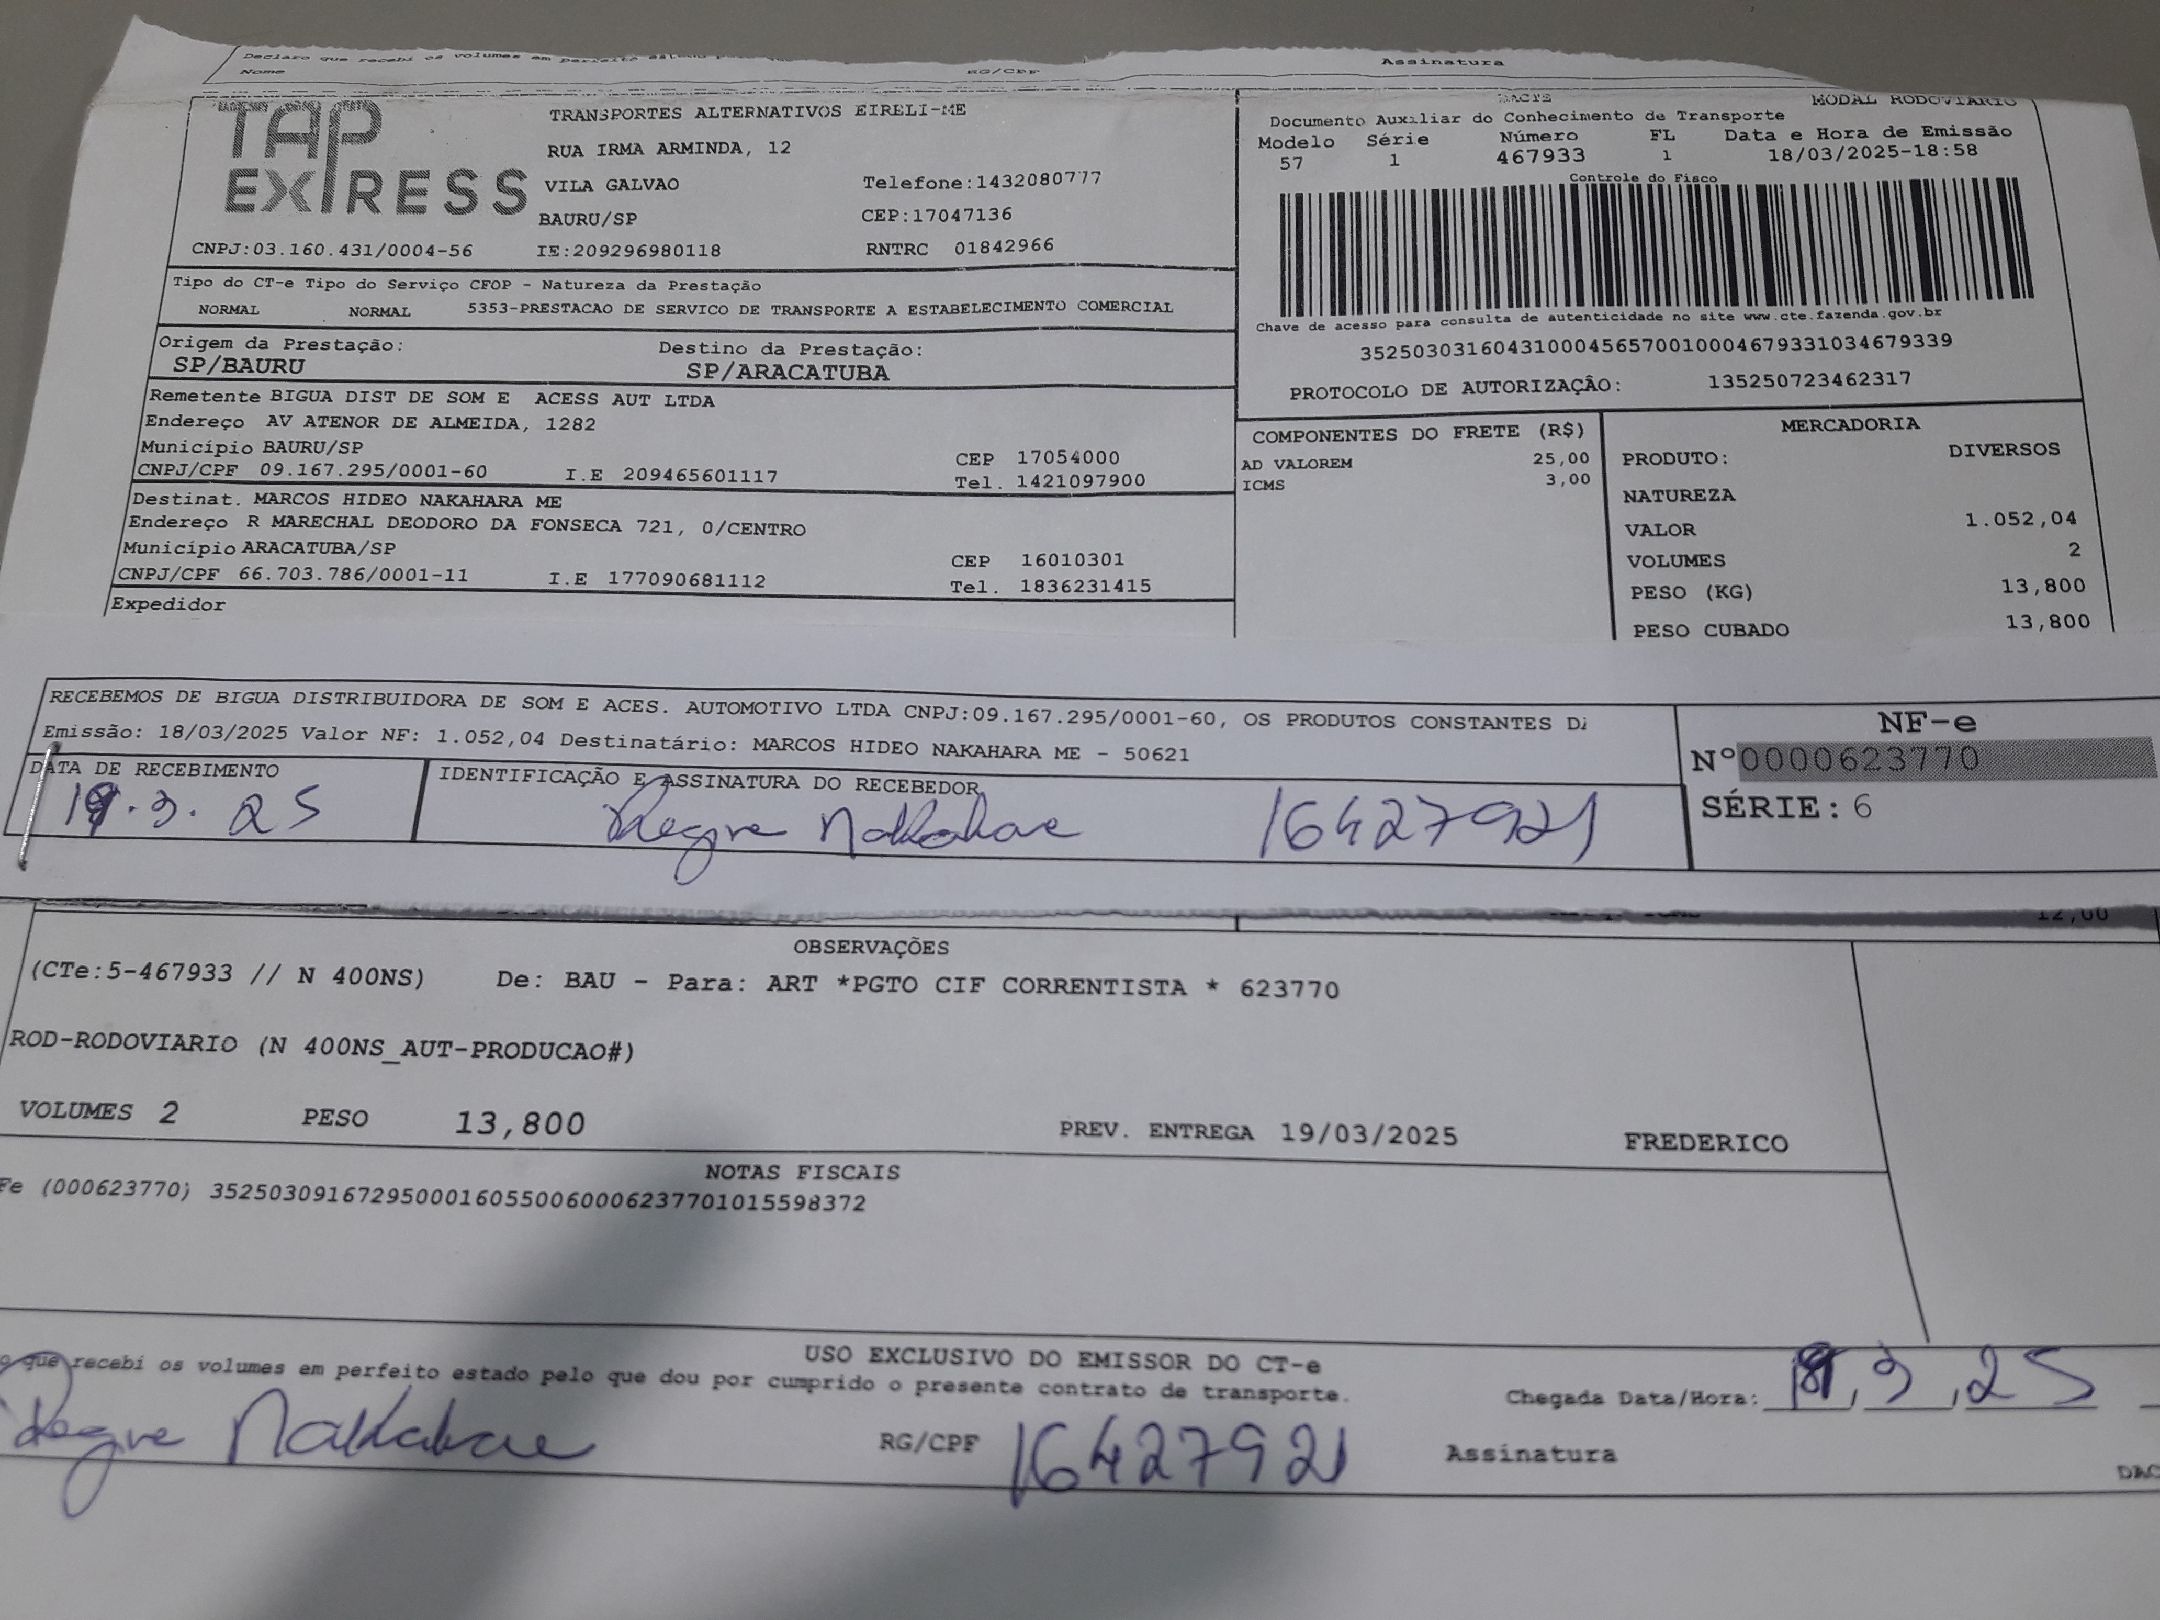 Declaro que recebi os volumes em perfeito estado
Nome RG/CPF Assinatura
TAP EXPRESS
TRANSPORTES ALTERNATIVOS EIRELI-ME
RUA IRMA ARMINDA, 12
VILA GALVAO Telefone:1432080777
BAURU/SP CEP:17047136
CNPJ:03.160.431/0004-56 IE:209296980118 RNTRC 01842966
DACTE MODAL RODOVIARIO
Documento Auxiliar do Conhecimento de Transporte
Modelo Série Número FL Data e Hora de Emissão
57 1 467933 1 18/03/2025-18:58
Controle do Fisco
Chave de acesso para consulta de autenticidade no site www.cte.fazenda.gov.br
35250303160431000456570010004679331034679339
PROTOCOLO DE AUTORIZAÇÃO: 135250723462317
Tipo do CT-e Tipo do Serviço CFOP - Natureza da Prestação
NORMAL NORMAL 5353-PRESTACAO DE SERVICO DE TRANSPORTE A ESTABELECIMENTO COMERCIAL
Origem da Prestação: Destino da Prestação:
SP/BAURU SP/ARACATUBA
Remetente BIGUA DIST DE SOM E ACESS AUT LTDA
Endereço AV ATENOR DE ALMEIDA, 1282
Município BAURU/SP CEP 17054000
CNPJ/CPF 09.167.295/0001-60 I.E 209465601117 Tel. 1421097900
Destinat. MARCOS HIDEO NAKAHARA ME
Endereço R MARECHAL DEODORO DA FONSECA 721, 0/CENTRO
Município ARACATUBA/SP CEP 16010301
CNPJ/CPF 66.703.786/0001-11 I.E 177090681112 Tel. 1836231415
Expedidor
COMPONENTES DO FRETE (R$)
AD VALOREM 25,00
ICMS 3,00
MERCADORIA
PRODUTO: DIVERSOS
NATUREZA
VALOR 1.052,04
VOLUMES 2
PESO (KG) 13,800
PESO CUBADO 13,800
RECEBEMOS DE BIGUA DISTRIBUIDORA DE SOM E ACES. AUTOMOTIVO LTDA CNPJ:09.167.295/0001-60, OS PRODUTOS CONSTANTES DA
Emissão: 18/03/2025 Valor NF: 1.052,04 Destinatário: MARCOS HIDEO NAKAHARA ME - 50621
DATA DE RECEBIMENTO IDENTIFICAÇÃO E ASSINATURA DO RECEBEDOR
19.3.25 16427921
NF-e
Nº0000623770
SÉRIE: 6
12,00
OBSERVAÇÕES
(CTe:5-467933 // N 400NS) De: BAU - Para: ART *PGTO CIF CORRENTISTA * 623770
ROD-RODOVIARIO (N 400NS_AUT-PRODUCAO#)
VOLUMES 2 PESO 13,800 PREV. ENTREGA 19/03/2025 FREDERICO
NOTAS FISCAIS
Fe (000623770) 35250309167295000160550060006237701015598372
USO EXCLUSIVO DO EMISSOR DO CT-e
o que recebi os volumes em perfeito estado pelo que dou por cumprido o presente contrato de transporte.
Chegada Data/Hora: 19,3,25
RG/CPF 16427921 Assinatura
DAC